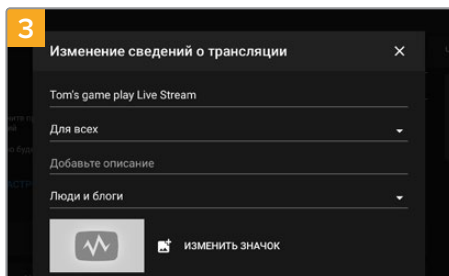 3
Изменение сведений о трансляции
Tom's game play Live Stream
Для всех
Добавьте описание
Люди и блоги
ИЗМЕНИТЬ ЗНАЧОК